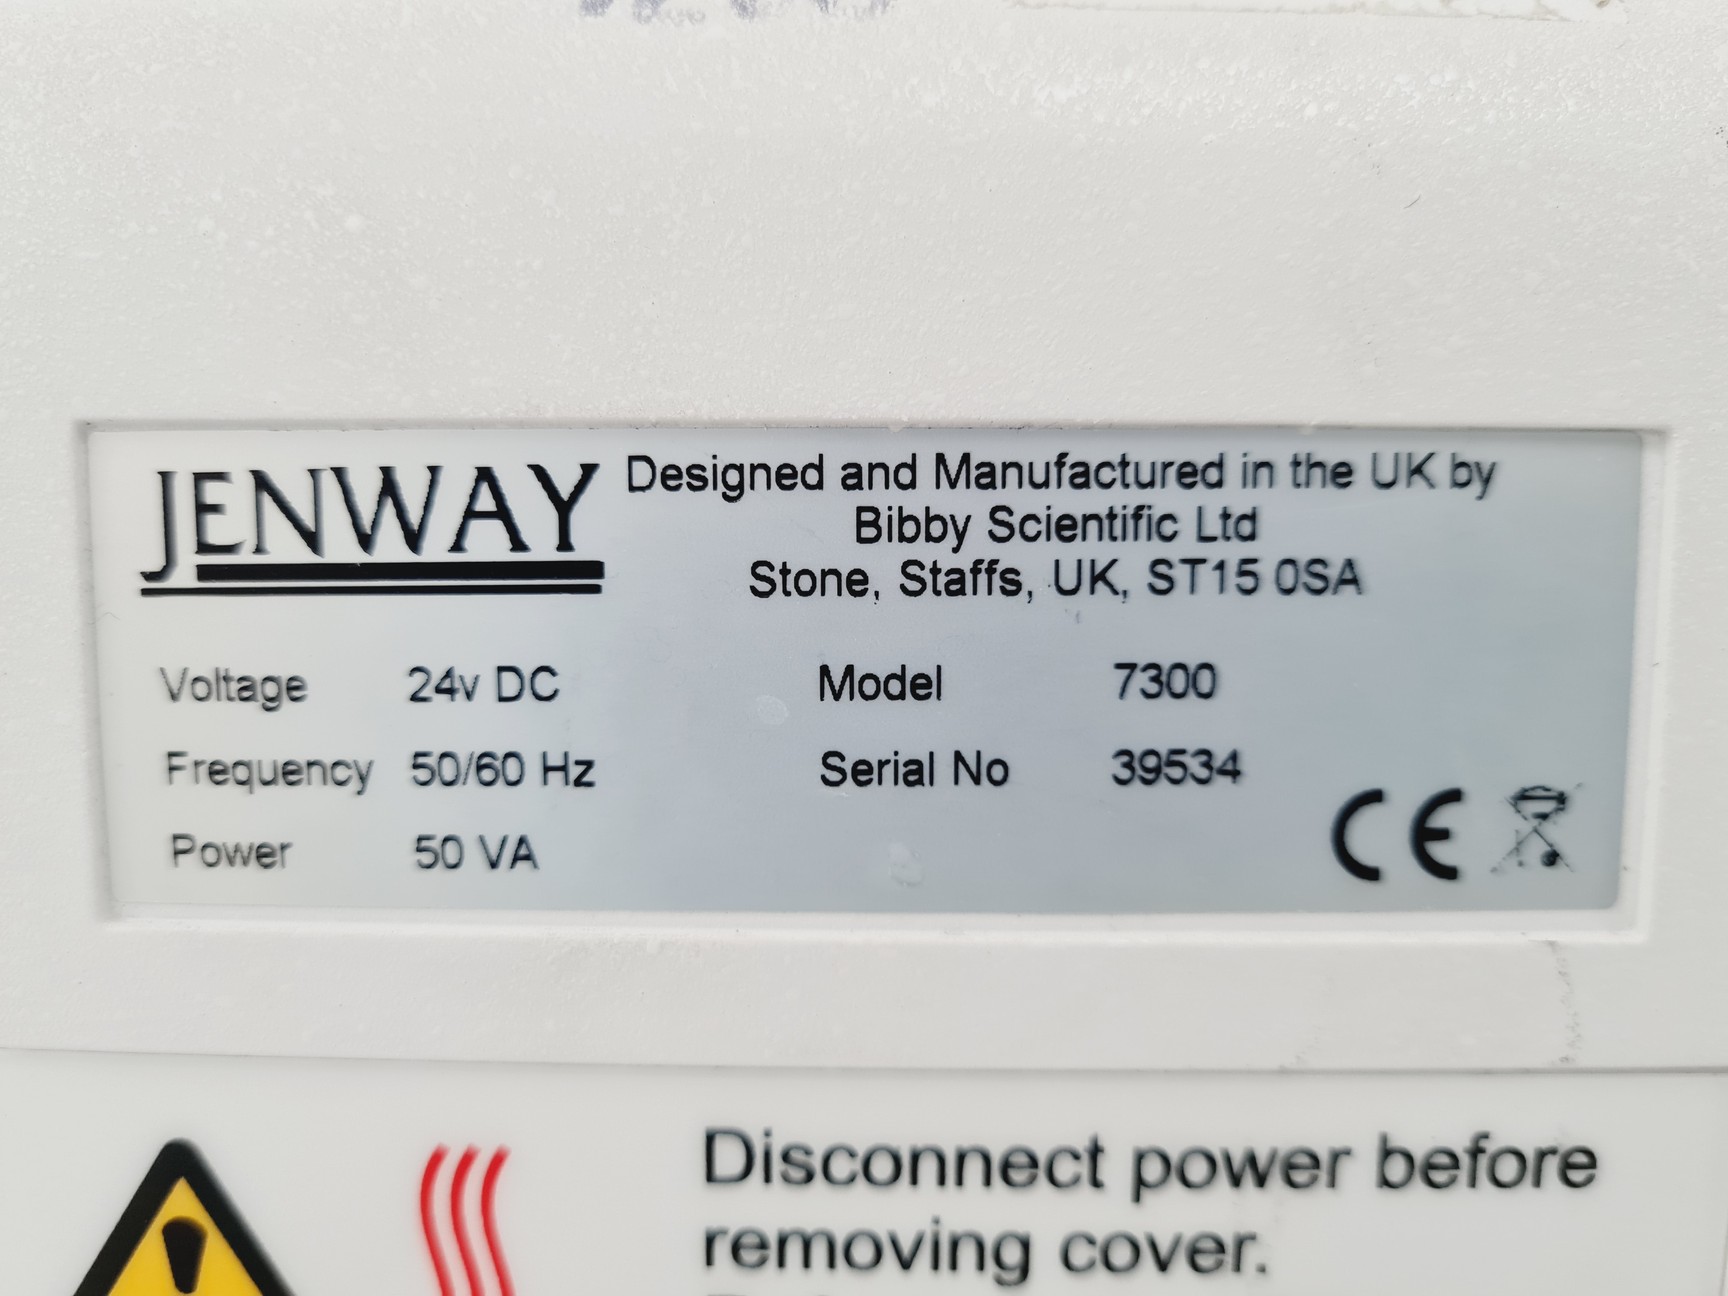 JENWAY
Designed and Manufactured in the UK by
Bibby Scientific Ltd
Stone, Staffs, UK, ST15 0SA
Voltage 24v DC Model 7300
Frequency 50/60 Hz Serial No 39534
Power 50 VA
CE
Disconnect power before
removing cover.